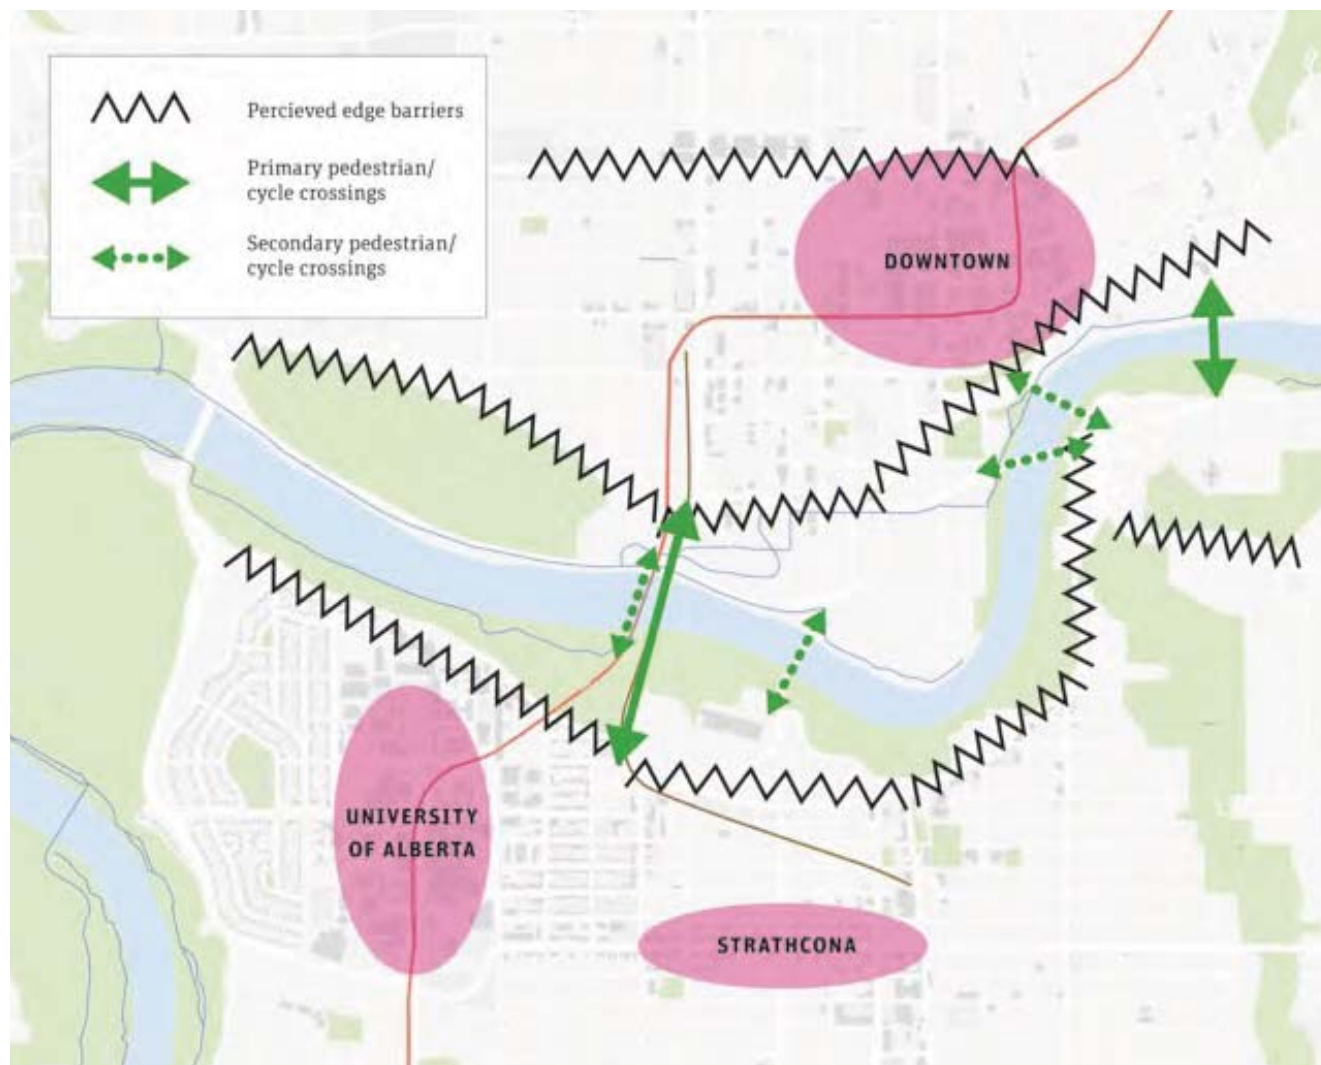 Percieved edge barriers
Primary pedestrian/
cycle crossings
Secondary pedestrian/
cycle crossings
DOWNTOWN
UNIVERSITY
OF ALBERTA
STRATHCONA